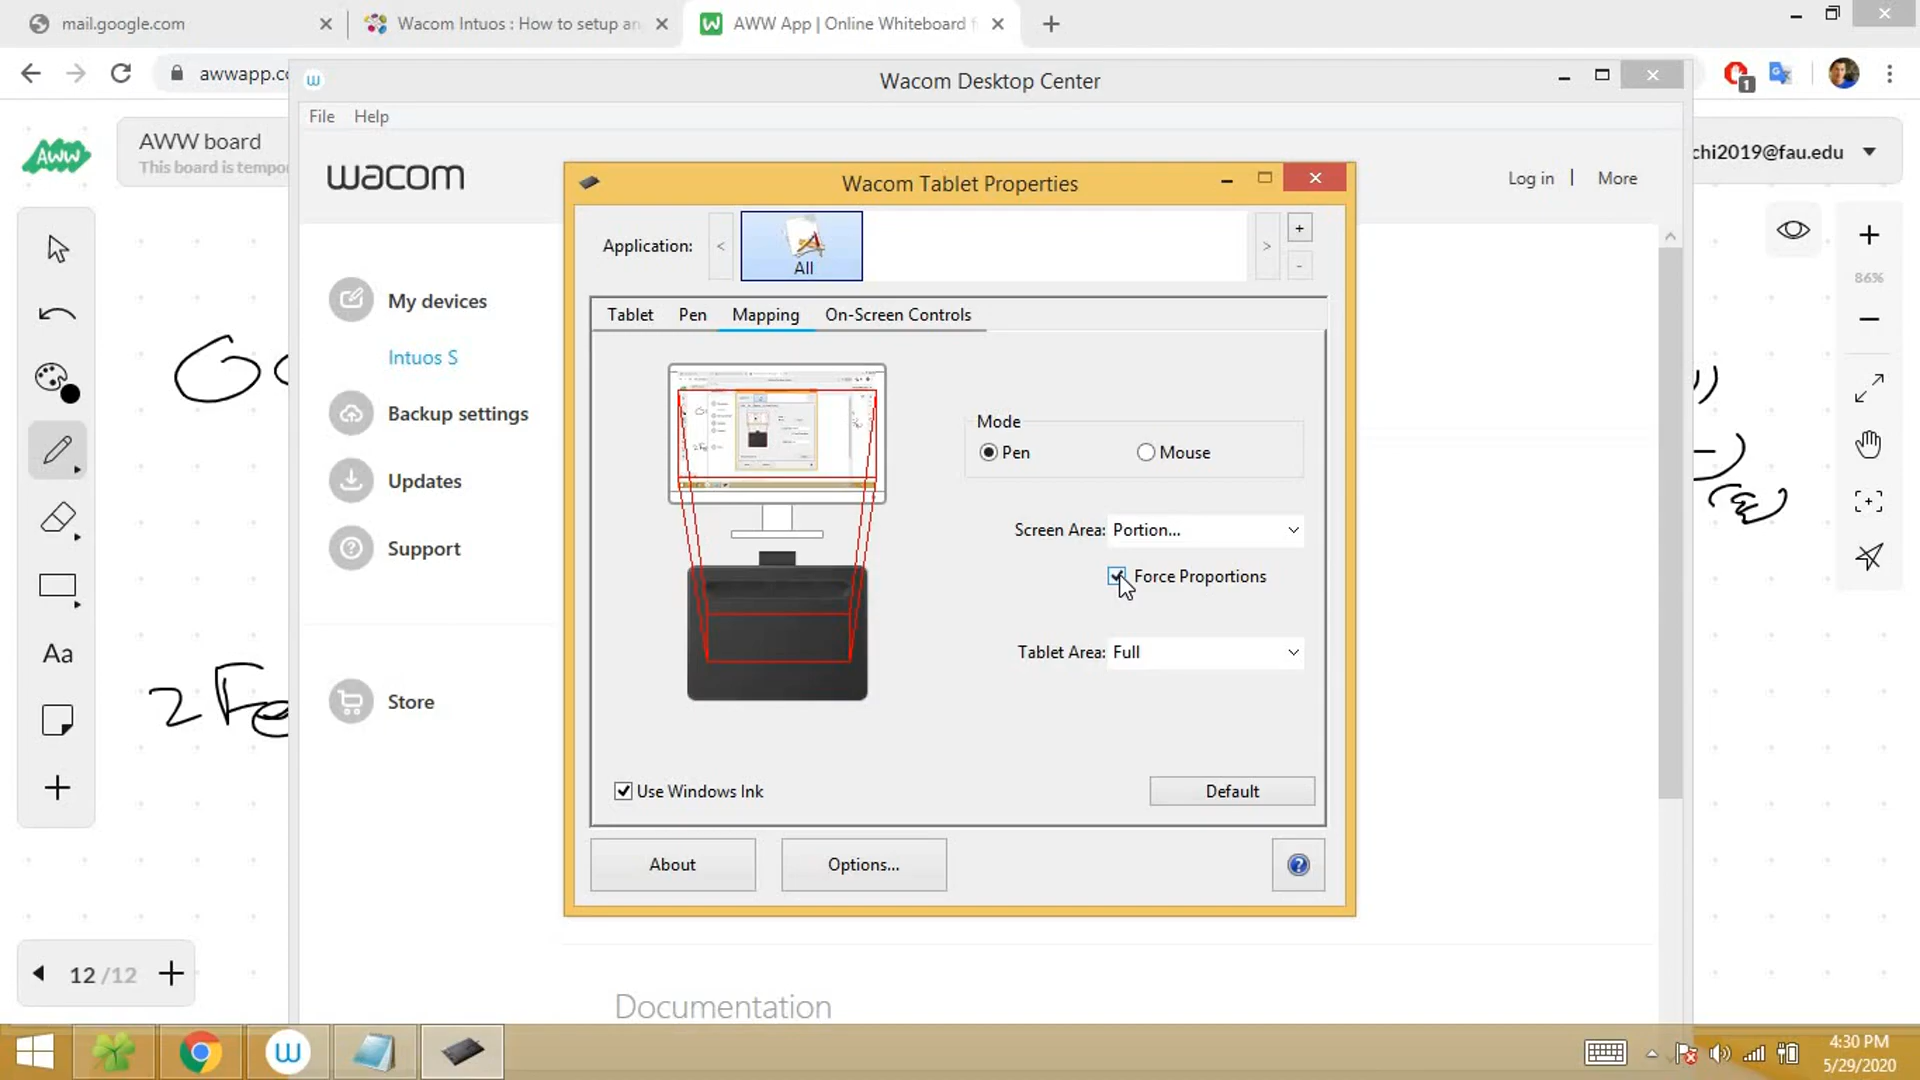 mail.google.com
Wacom Intuos : How to setup an
AWW App | Online Whiteboard f
awwapp.c
Wacom Desktop Center
1
AWW
AWW board
This board is tempo
File Help
wacom
Log in | More
chi2019@fau.edu
Wacom Tablet Properties
Application:
<
All
>
+
-
86%
Tablet Pen Mapping On-Screen Controls
My devices
Intuos S
Backup settings
Updates
Support
Store
Mode
Pen
Mouse
Screen Area: Portion...
Force Proportions
Tablet Area: Full
Aa
2 Fe
Use Windows Ink
Default
About
Options...
?
12 /12
Documentation
4:30 PM
5/29/2020